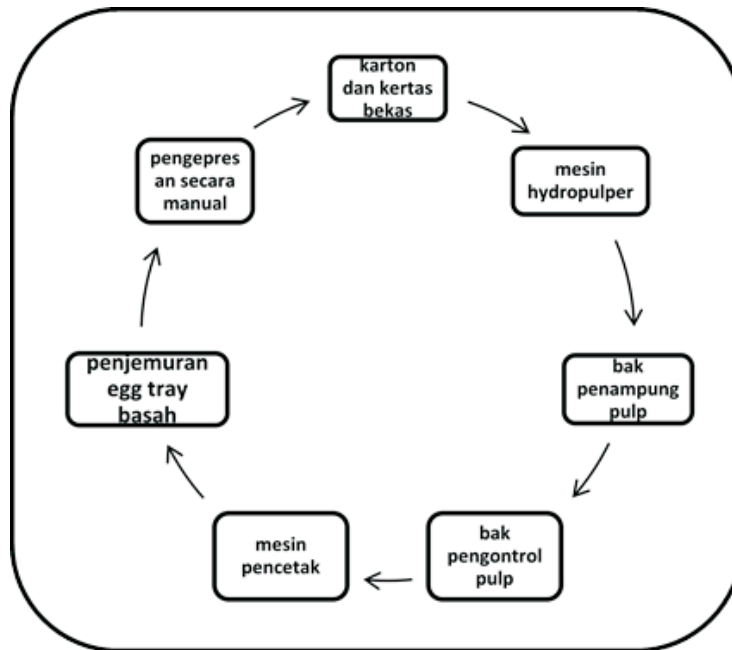 karton
dan kertas
bekas
mesin
hydropulper
bak
penampung
pulp
bak
pengontrol
pulp
mesin
pencetak
penjemuran
egg tray
basah
pengepres
an secara
manual